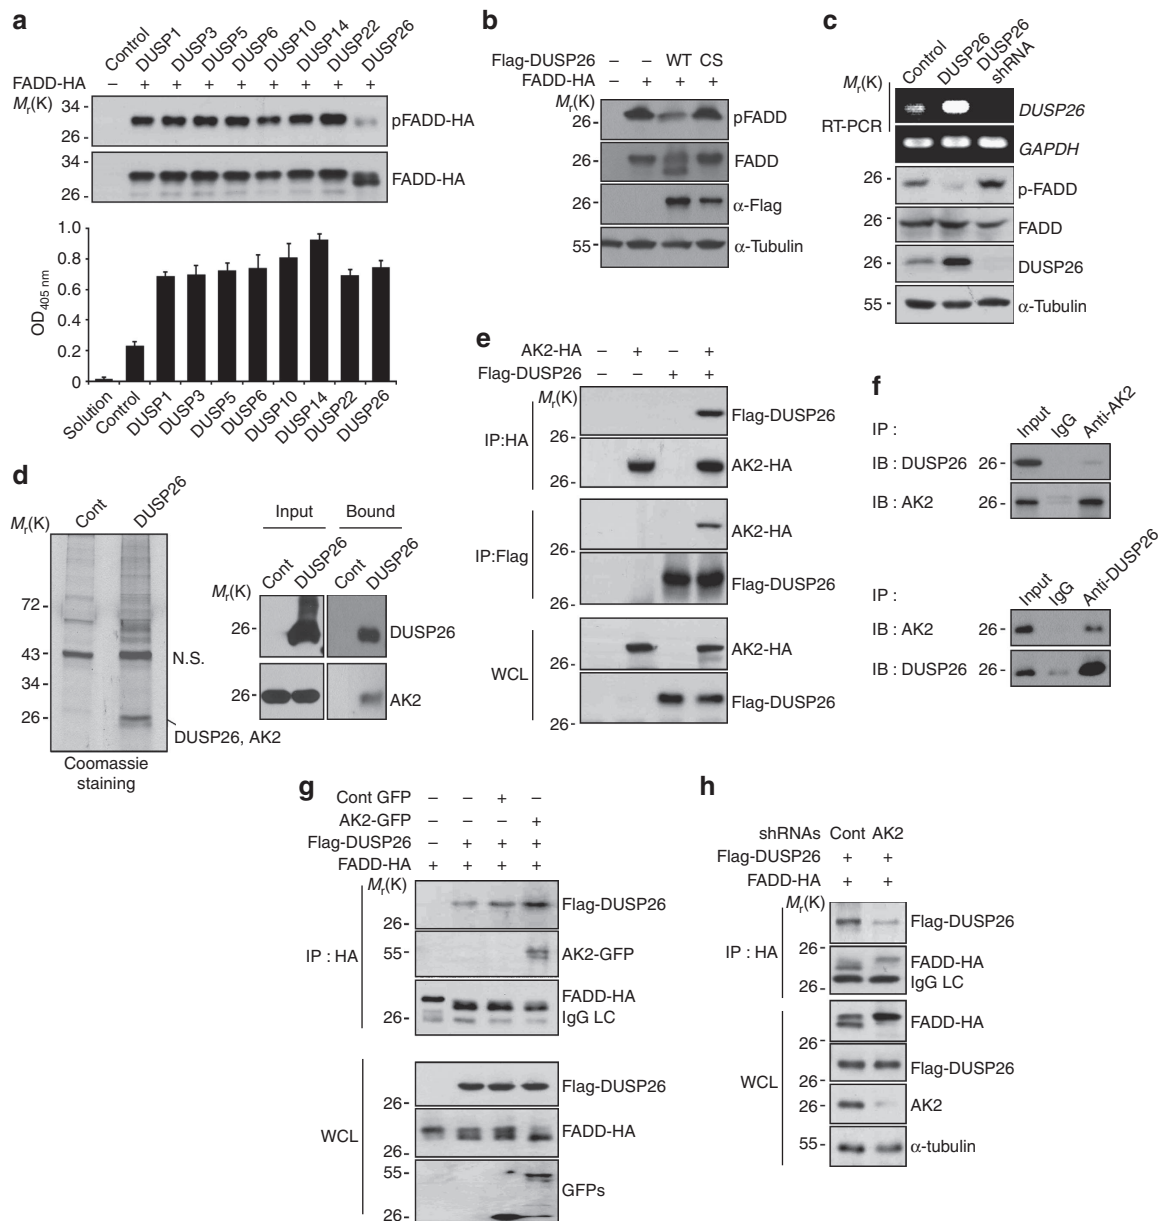 a
Control
DUSP1
DUSP3
DUSP5
DUSP6
DUSP10
DUSP14
DUSP22
DUSP26
FADD-HA – + + + + + + + +
Mr(K)
34 -
26 -
pFADD-HA
34 -
26 -
FADD-HA
1.0
0.8
0.6
0.4
0.2
0
OD405 nm
Solution
Control
DUSP1
DUSP3
DUSP5
DUSP6
DUSP10
DUSP14
DUSP22
DUSP26
b
Flag-DUSP26 – – WT CS
FADD-HA – + + +
Mr(K)
26 -
pFADD
26 -
FADD
26 -
α-Flag
55 -
α-Tubulin
c
Control
DUSP26
DUSP26 shRNA
Mr(K)
RT-PCR
DUSP26
GAPDH
26 -
p-FADD
26 -
FADD
26 -
DUSP26
55 -
α-Tubulin
d
Cont
DUSP26
Mr(K)
72 -
43 -
34 -
26 -
N.S.
DUSP26, AK2
Coomassie
staining
Input Bound
Cont
DUSP26
Cont
DUSP26
Mr(K)
26 -
DUSP26
26 -
AK2
e
AK2-HA – + – +
Flag-DUSP26 – – + +
Mr(K)
IP:HA
Flag-DUSP26
26 -
AK2-HA
26 -
IP:Flag
AK2-HA
26 -
Flag-DUSP26
26 -
WCL
AK2-HA
26 -
Flag-DUSP26
26 -
f
IP :
Input
IgG
Anti-AK2
IB : DUSP26 26 -
IB : AK2 26 -
IP :
Input
IgG
Anti-DUSP26
IB : AK2 26 -
IB : DUSP26 26 -
g
Cont GFP – – + –
AK2-GFP – – – +
Flag-DUSP26 – + + +
FADD-HA + + + +
Mr(K)
IP : HA
Flag-DUSP26
26 -
55 -
AK2-GFP
FADD-HA
IgG LC
26 -
WCL
Flag-DUSP26
26 -
FADD-HA
26 -
55 -
GFPs
26 -
h
shRNAs Cont AK2
Flag-DUSP26 + +
FADD-HA + +
Mr(K)
IP : HA
Flag-DUSP26
26 -
FADD-HA
IgG LC
26 -
WCL
FADD-HA
26 -
Flag-DUSP26
26 -
AK2
26 -
55 -
α-tubulin